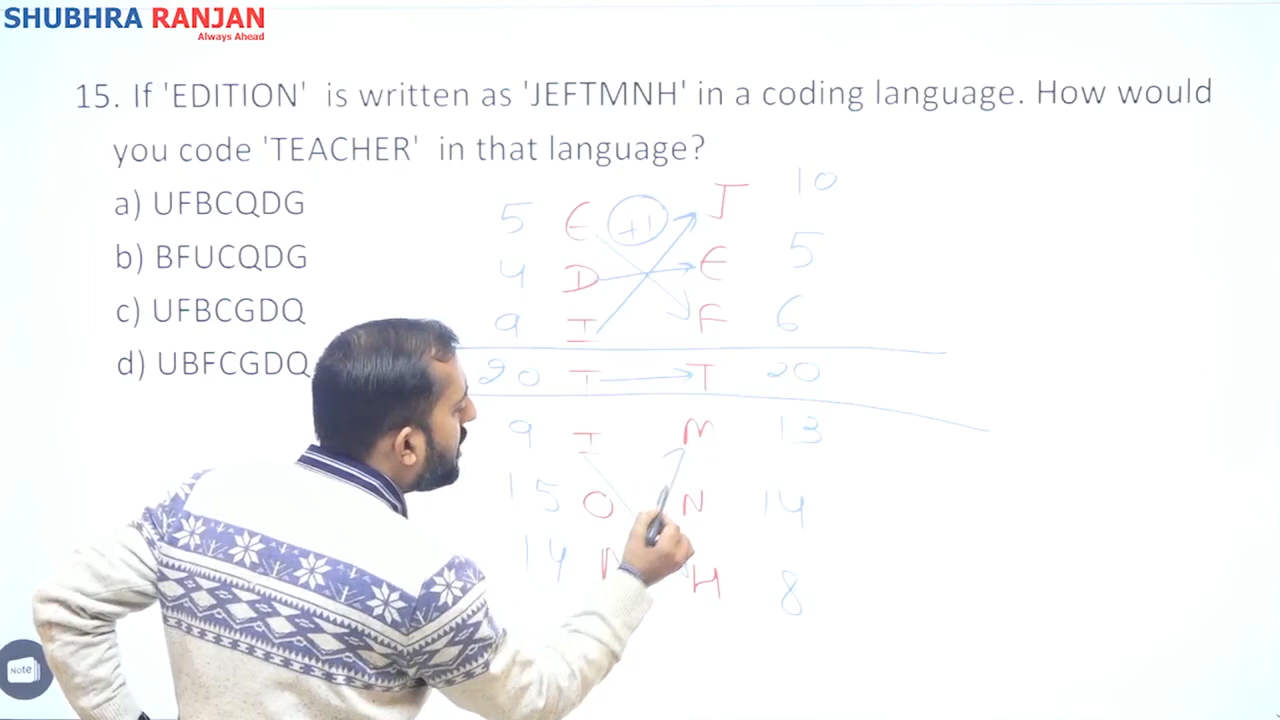 SHUBHRA RANJAN
Always Ahead
15. If 'EDITION' is written as 'JEFTMNH' in a coding language. How would
you code 'TEACHER' in that language?
a) UFBCQDG
b) BFUCQDG
c) UFBCGDQ
d) UBFCGDQ
5 E +1 J 10
4 D E 5
9 I F 6
20 T T 20
9 I M 13
15 O N 14
14 N H 8
Note